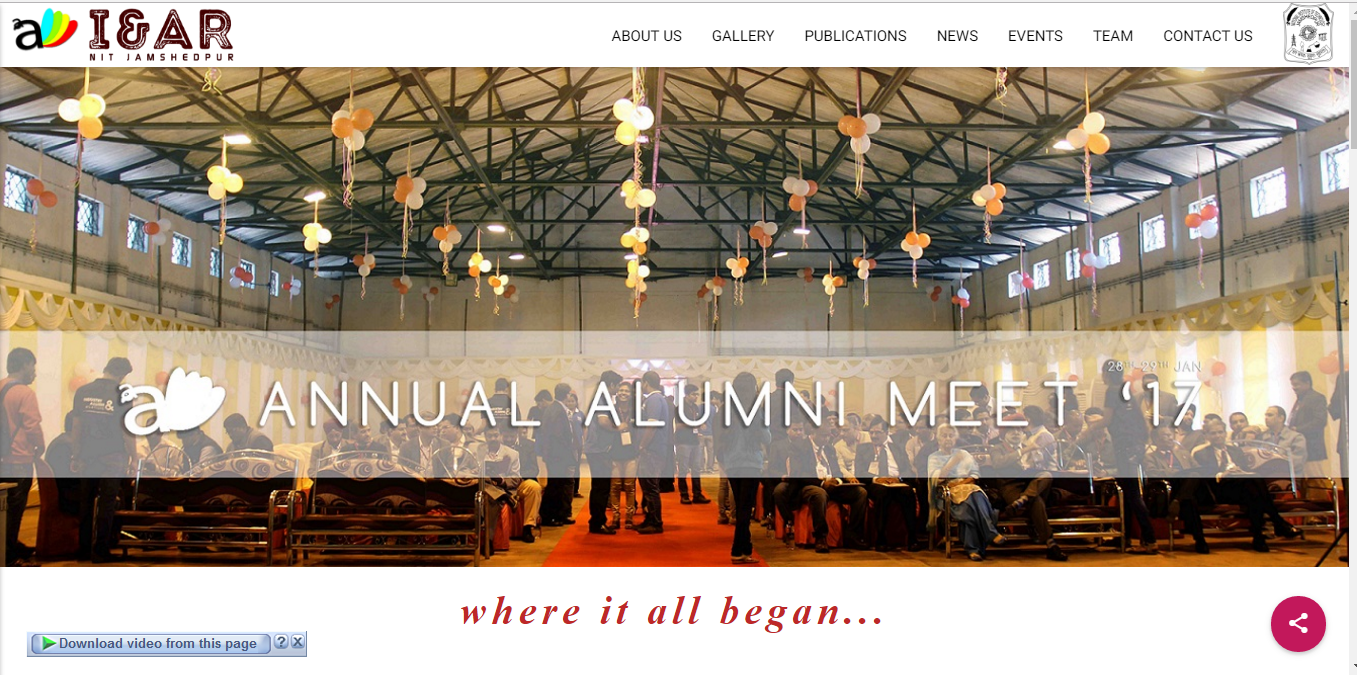 a I&AR
NIT JAMSHEDPUR
ABOUT US GALLERY PUBLICATIONS NEWS EVENTS TEAM CONTACT US
28TH-29TH JAN
a ANNUAL ALUMNI MEET ‘17
where it all began...
Download video from this page ? X